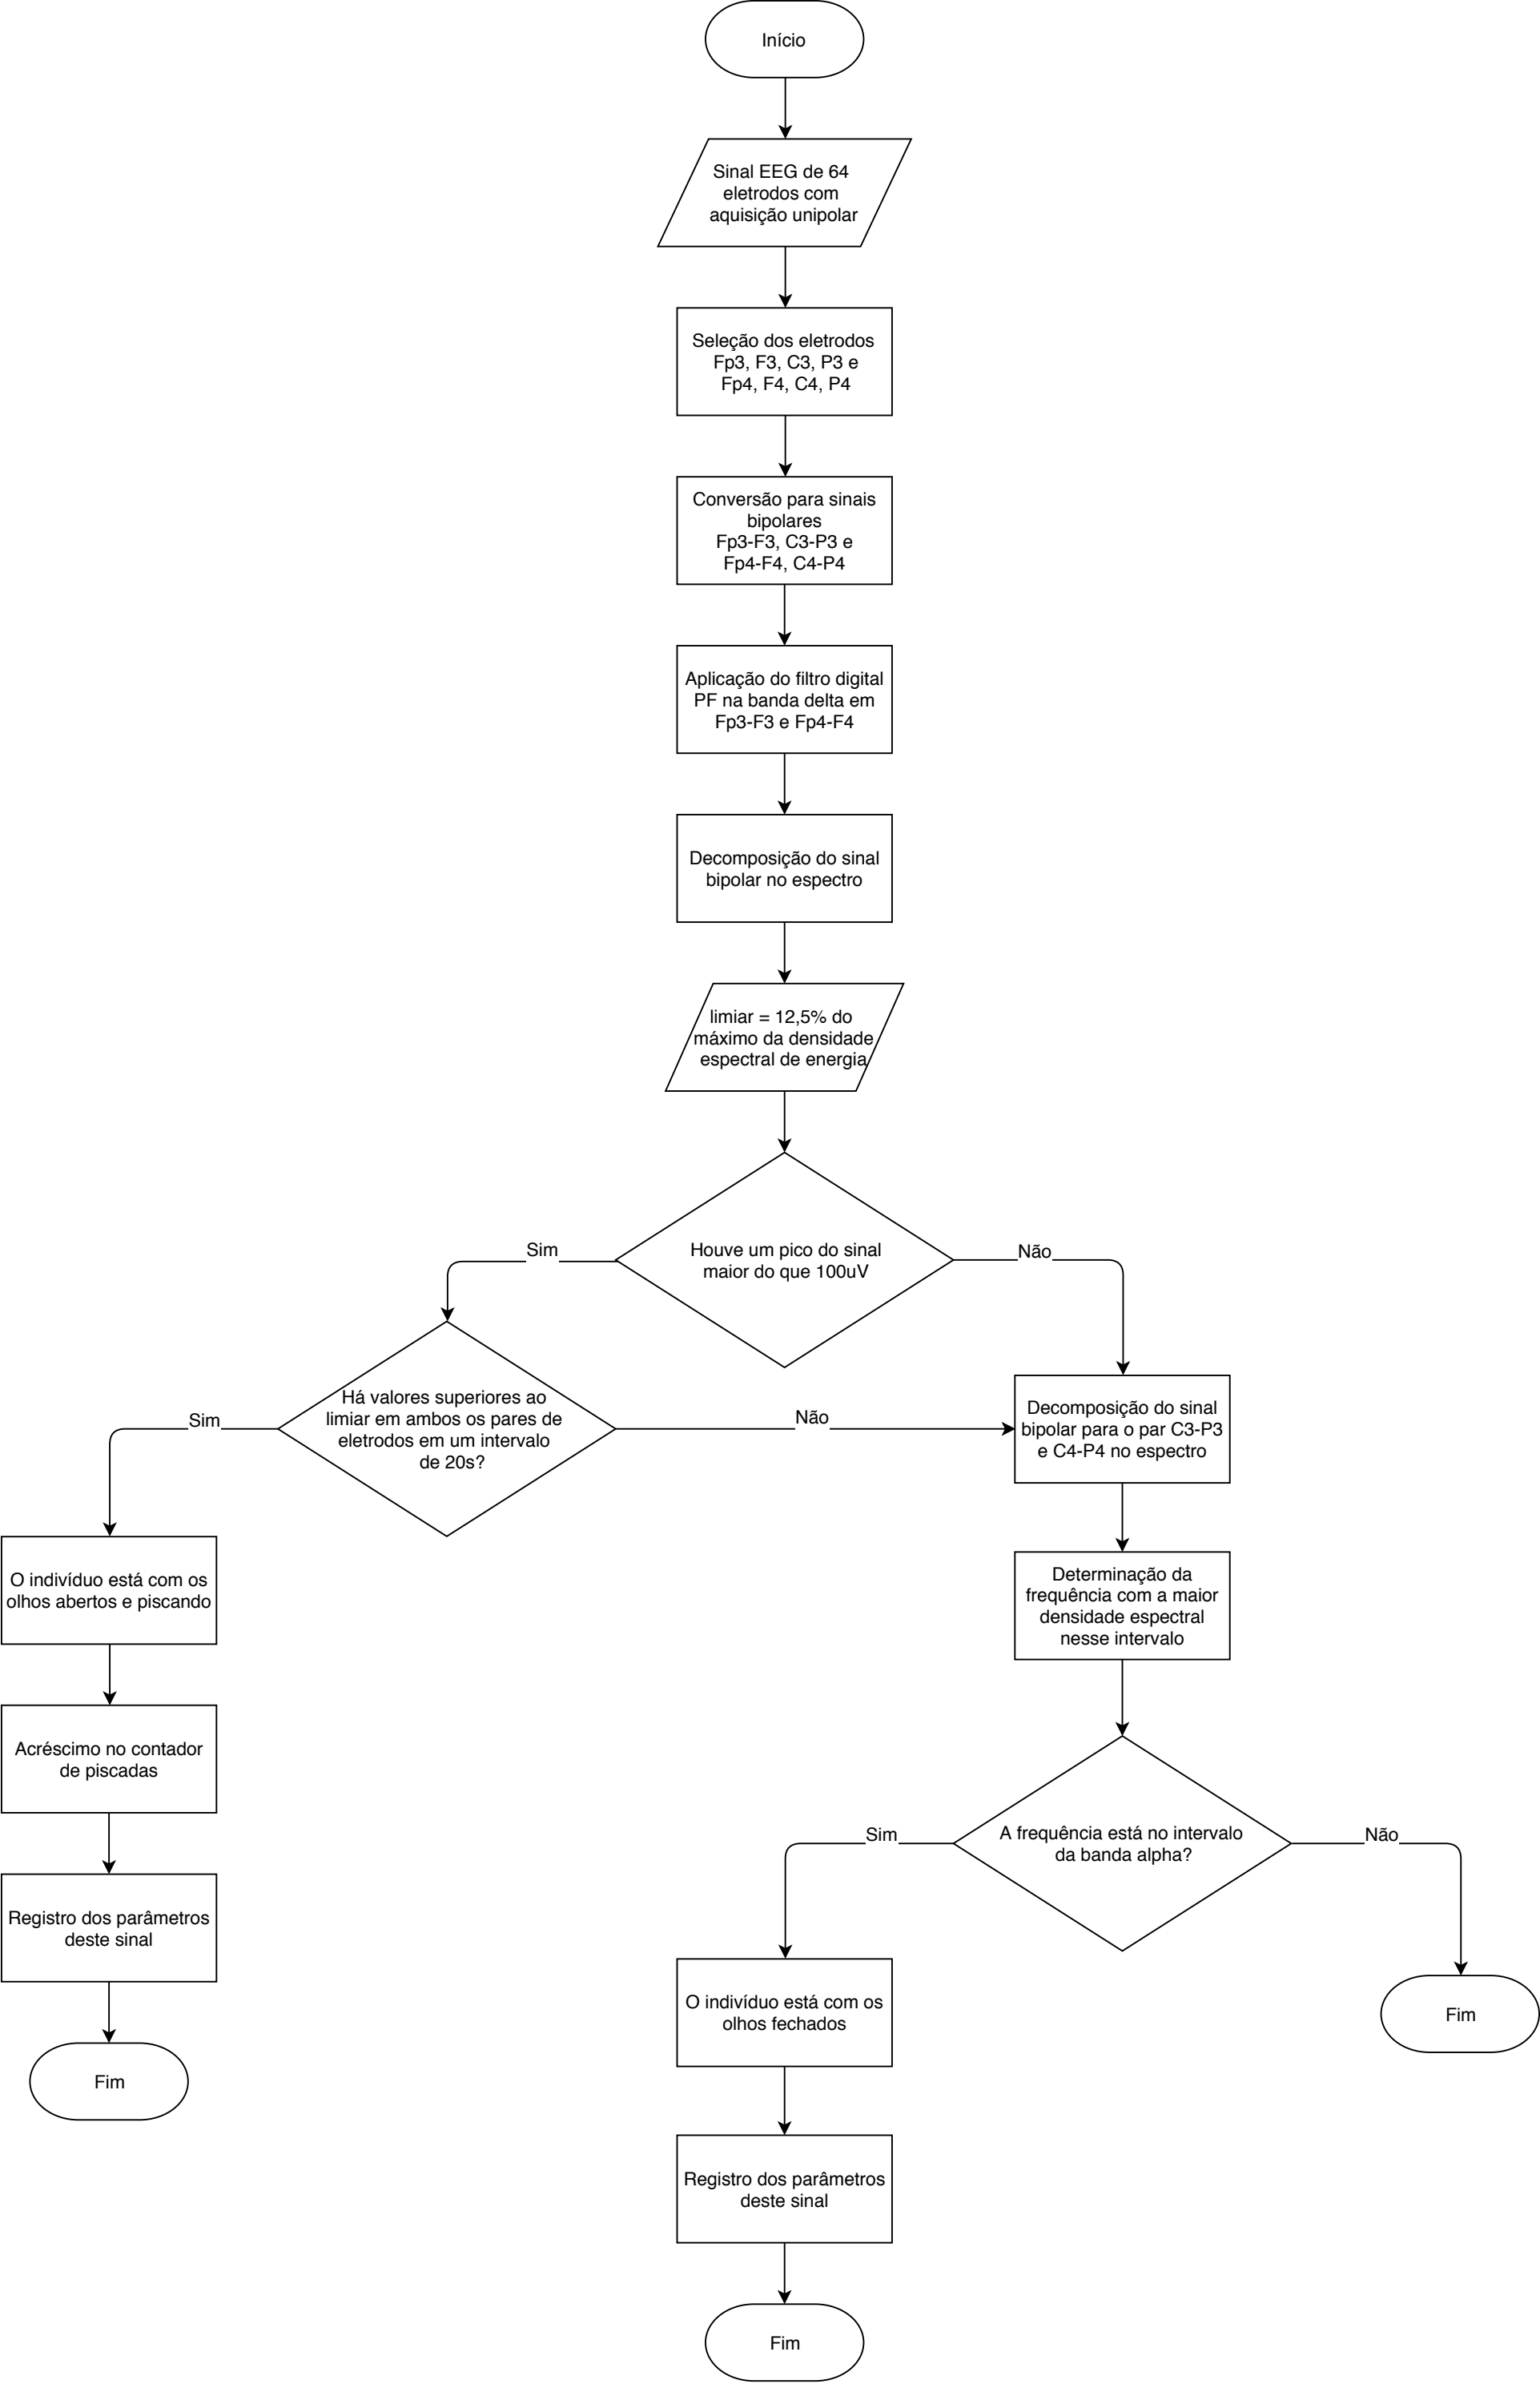 Início
Sinal EEG de 64
eletrodos com
aquisição unipolar
Seleção dos eletrodos
Fp3, F3, C3, P3 e
Fp4, F4, C4, P4
Conversão para sinais
bipolares
Fp3-F3, C3-P3 e
Fp4-F4, C4-P4
Aplicação do filtro digital
PF na banda delta em
Fp3-F3 e Fp4-F4
Decomposição do sinal
bipolar no espectro
limiar = 12,5% do
máximo da densidade
espectral de energia
Houve um pico do sinal
maior do que 100uV
Sim
Não
Há valores superiores ao
limiar em ambos os pares de
eletrodos em um intervalo
de 20s?
Sim
Não
Decomposição do sinal
bipolar para o par C3-P3
e C4-P4 no espectro
O indivíduo está com os
olhos abertos e piscando
Determinação da
frequência com a maior
densidade espectral
nesse intervalo
Acréscimo no contador
de piscadas
A frequência está no intervalo
da banda alpha?
Sim
Não
Registro dos parâmetros
deste sinal
O indivíduo está com os
olhos fechados
Fim
Fim
Registro dos parâmetros
deste sinal
Fim